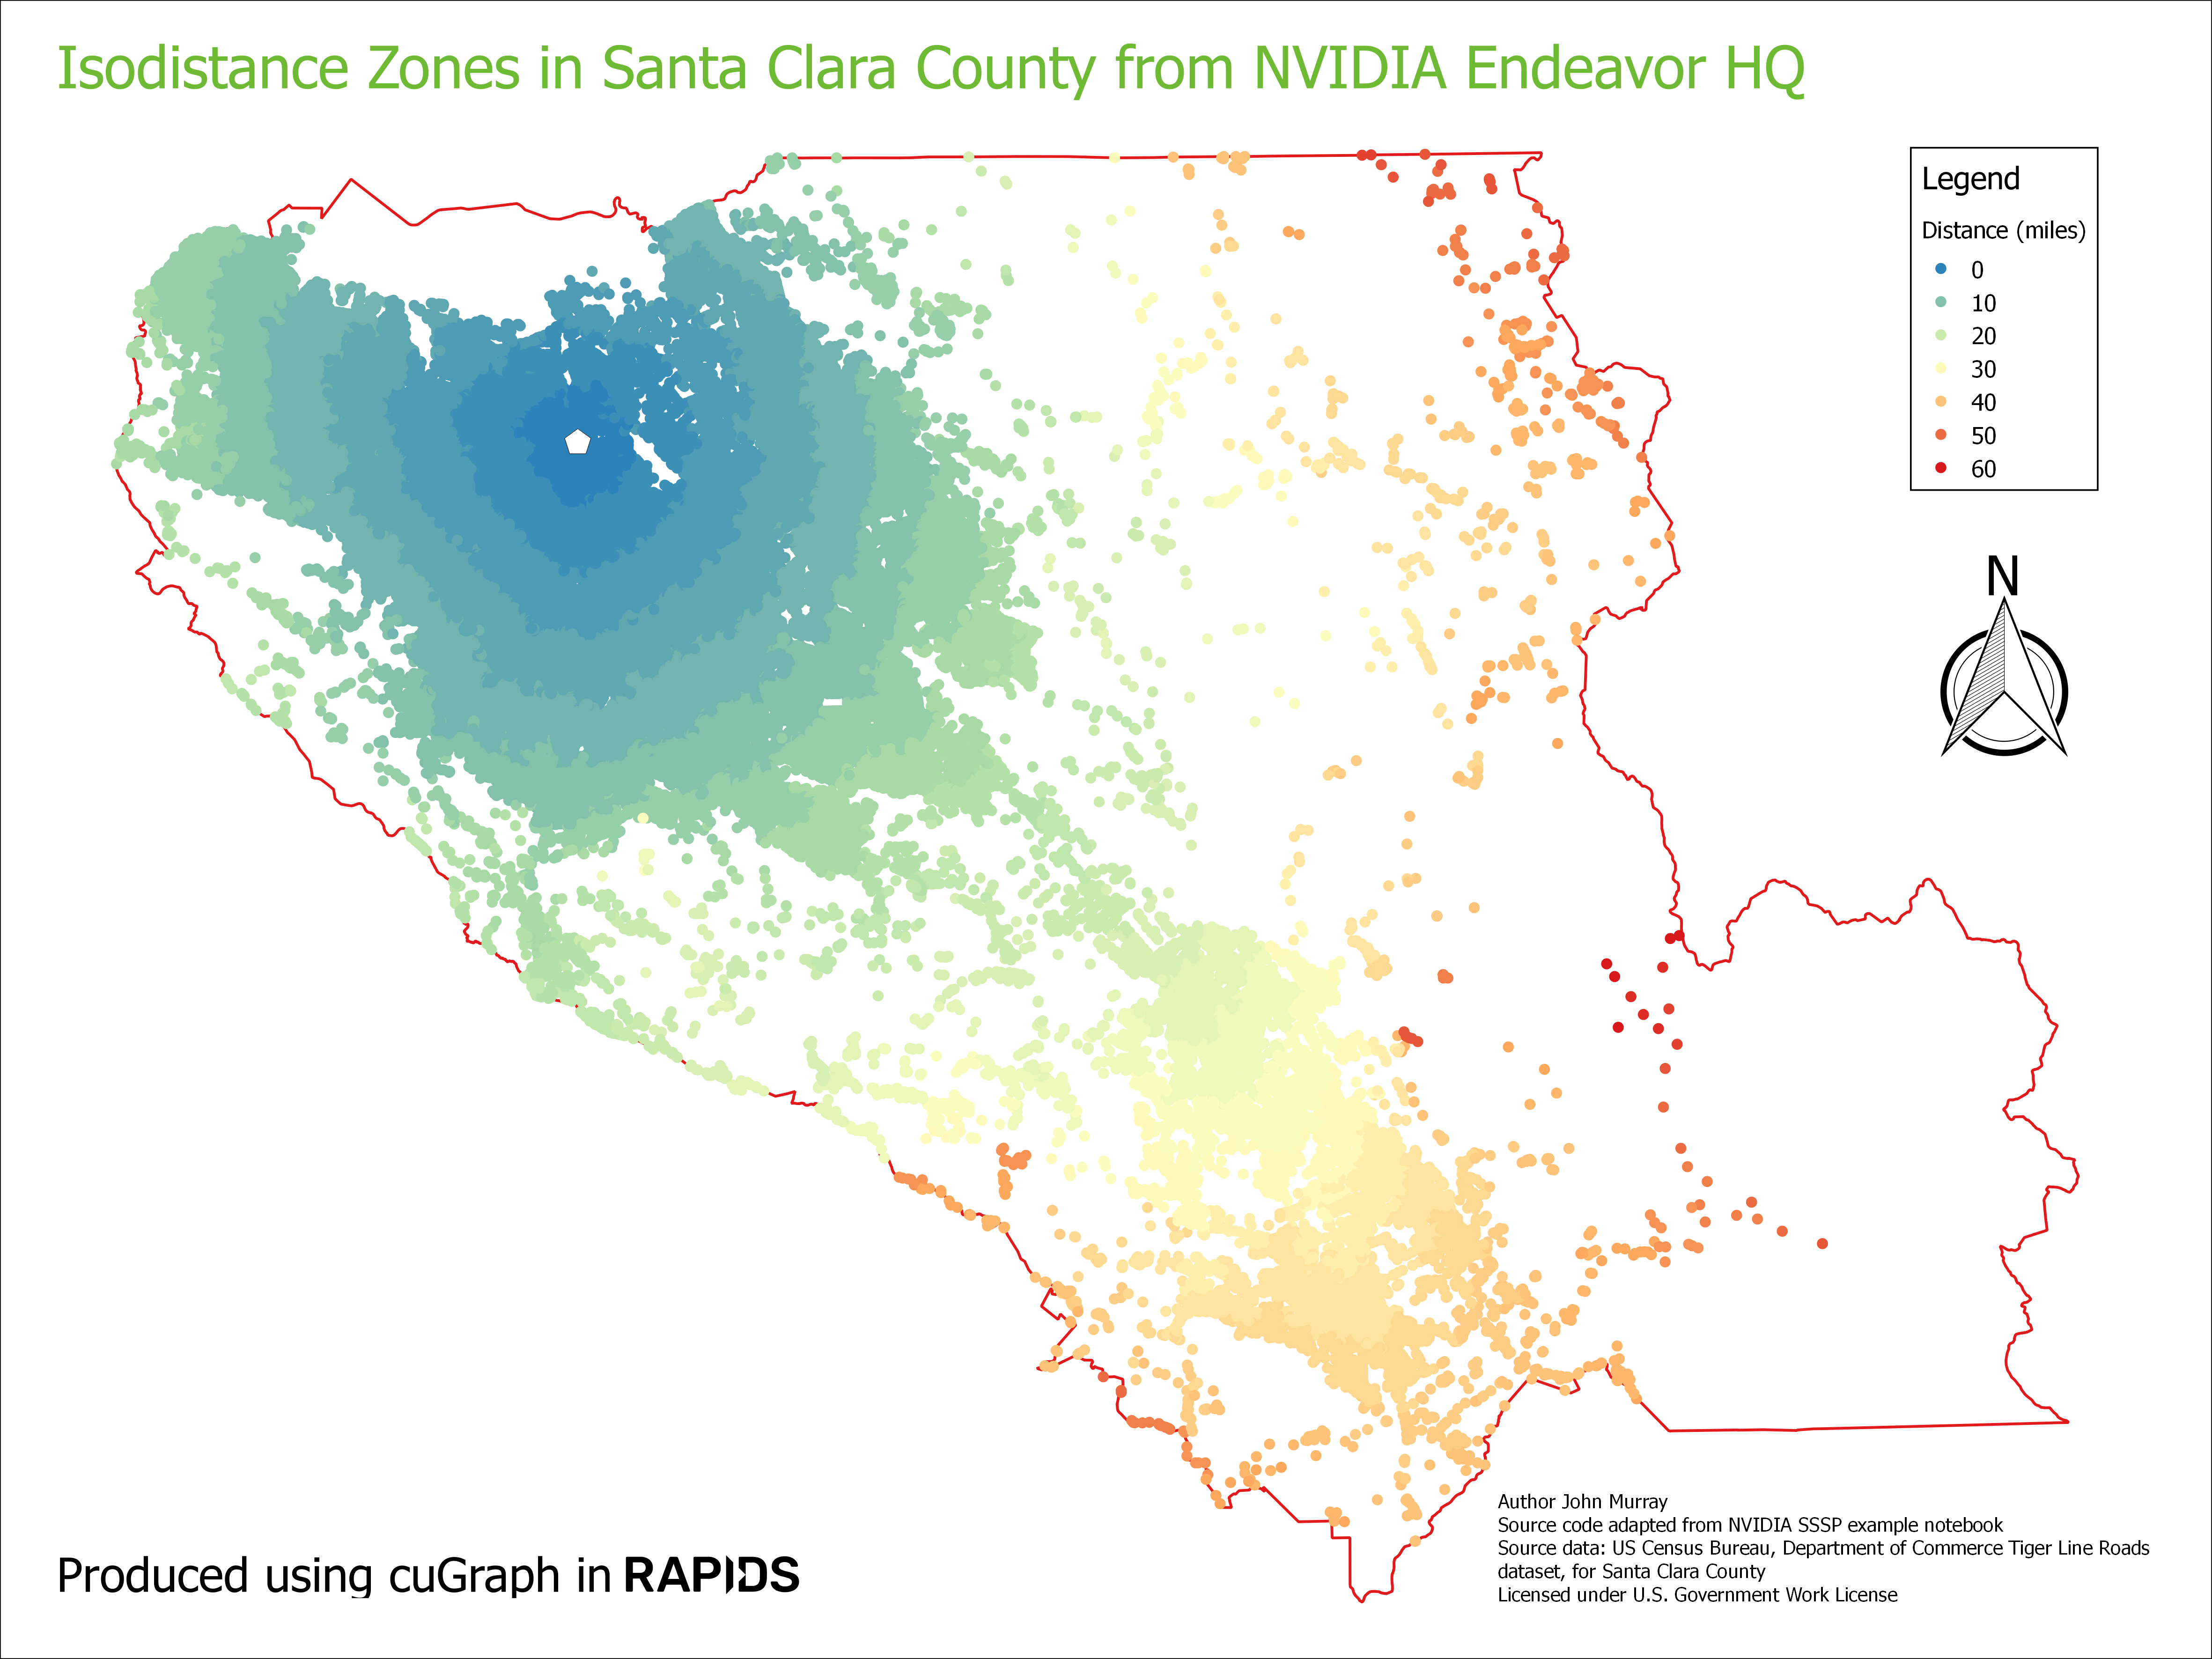 Isodistance Zones in Santa Clara County from NVIDIA Endeavor HQ
Legend
Distance (miles)
0
10
20
30
40
50
60
N
Author John Murray
Source code adapted from NVIDIA SSSP example notebook
Source data: US Census Bureau, Department of Commerce Tiger Line Roads
dataset, for Santa Clara County
Licensed under U.S. Government Work License
Produced using cuGraph in RAPIDS